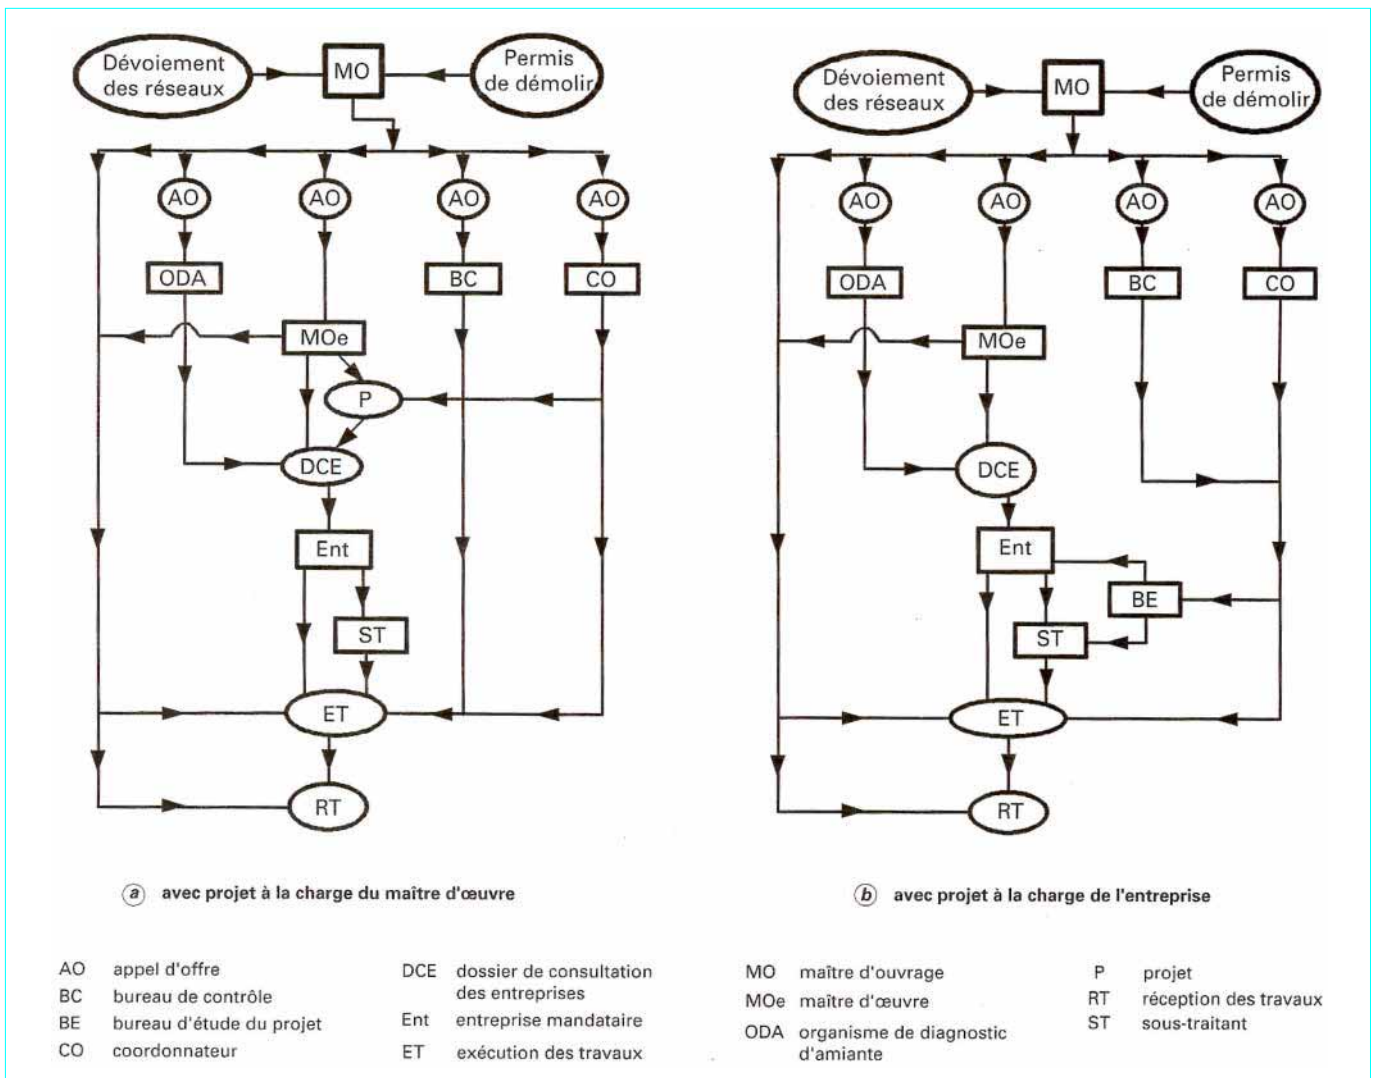 Dévoiement
des réseaux
MO
Permis
de démolir
AO
AO
AO
AO
ODA
BC
CO
MOe
P
DCE
Ent
ST
ET
RT
a avec projet à la charge du maître d'œuvre
Dévoiement
des réseaux
MO
Permis
de démolir
AO
AO
AO
AO
ODA
BC
CO
MOe
DCE
Ent
BE
ST
ET
RT
b avec projet à la charge de l'entreprise
AO appel d'offre
BC bureau de contrôle
BE bureau d'étude du projet
CO coordonnateur
DCE dossier de consultation
des entreprises
Ent entreprise mandataire
ET exécution des travaux
MO maître d'ouvrage
MOe maître d'œuvre
ODA organisme de diagnostic
d'amiante
P projet
RT réception des travaux
ST sous-traitant